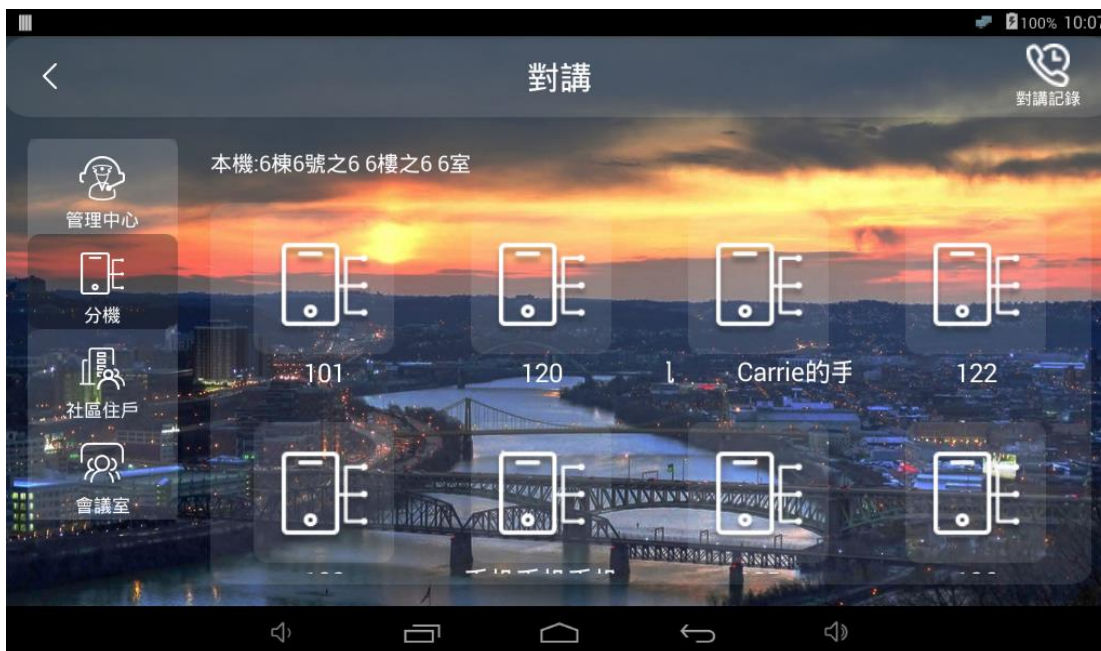 100% 10:07
對講
對講記錄
本機:6棟6號之6 6樓之6 6室
管理中心
分機
社區住戶
會議室
101
120
Carrie的手
122